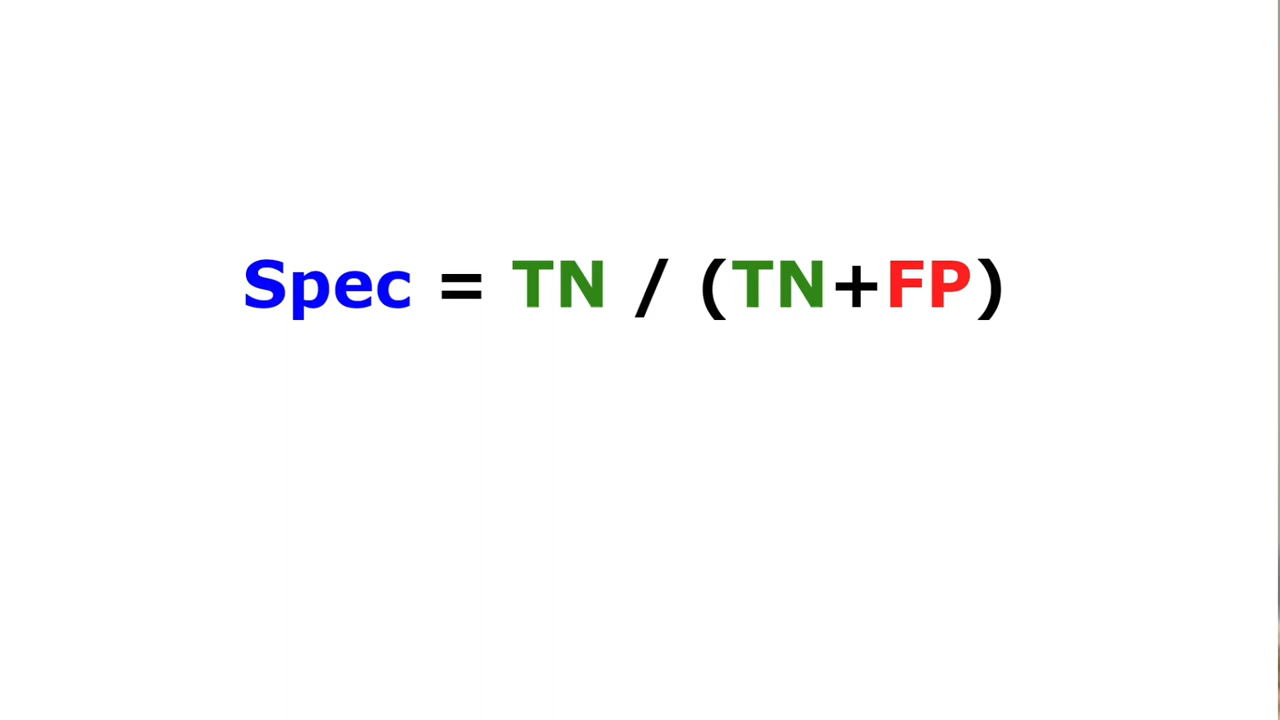 Spec = TN / (TN+FP)